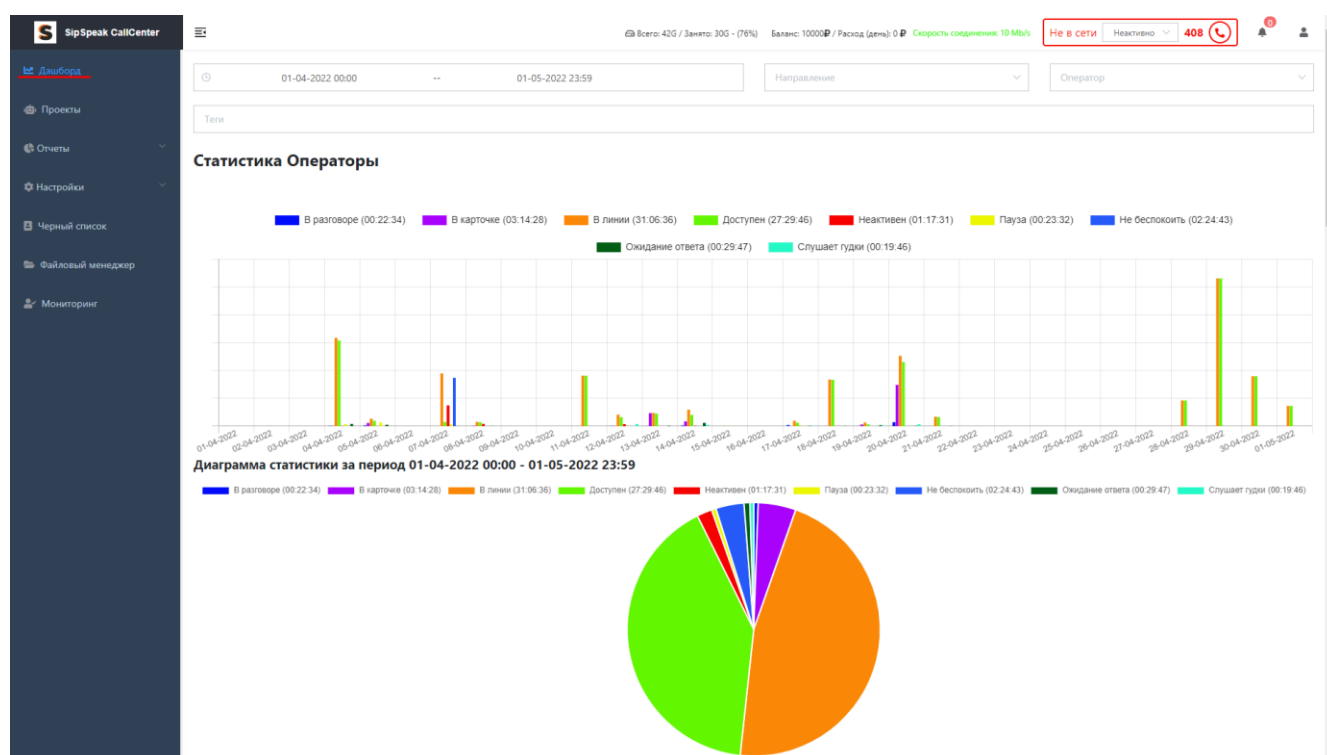 SipSpeak CallCenter
Всего: 42G / Занято: 30G - (76%) Баланс: 10000₽ / Расход (день): 0 ₽ Скорость соединения: 10 Mb/s Не в сети Неактивно 408 0
Дашборд
01-04-2022 00:00 -- 01-05-2022 23:59 Направление Оператор
Проекты
Теги
Отчеты
Статистика Операторы
Настройки
Черный список
Файловый менеджер
Мониторинг
В разговоре (00:22:34) В карточке (03:14:28) В линии (31:06:36) Доступен (27:29:46) Неактивен (01:17:31) Пауза (00:23:32) Не беспокоить (02:24:43)
Ожидание ответа (00:29:47) Слушает гудки (00:19:46)
01-04-2022 02-04-2022 03-04-2022 04-04-2022 05-04-2022 06-04-2022 07-04-2022 08-04-2022 09-04-2022 10-04-2022 11-04-2022 12-04-2022 13-04-2022 14-04-2022 15-04-2022 16-04-2022 17-04-2022 18-04-2022 19-04-2022 20-04-2022 21-04-2022 22-04-2022 23-04-2022 24-04-2022 25-04-2022 26-04-2022 27-04-2022 28-04-2022 29-04-2022 30-04-2022 01-05-2022
Диаграмма статистики за период 01-04-2022 00:00 - 01-05-2022 23:59
В разговоре (00:22:34) В карточке (03:14:28) В линии (31:06:36) Доступен (27:29:46) Неактивен (01:17:31) Пауза (00:23:32) Не беспокоить (02:24:43) Ожидание ответа (00:29:47) Слушает гудки (00:19:46)